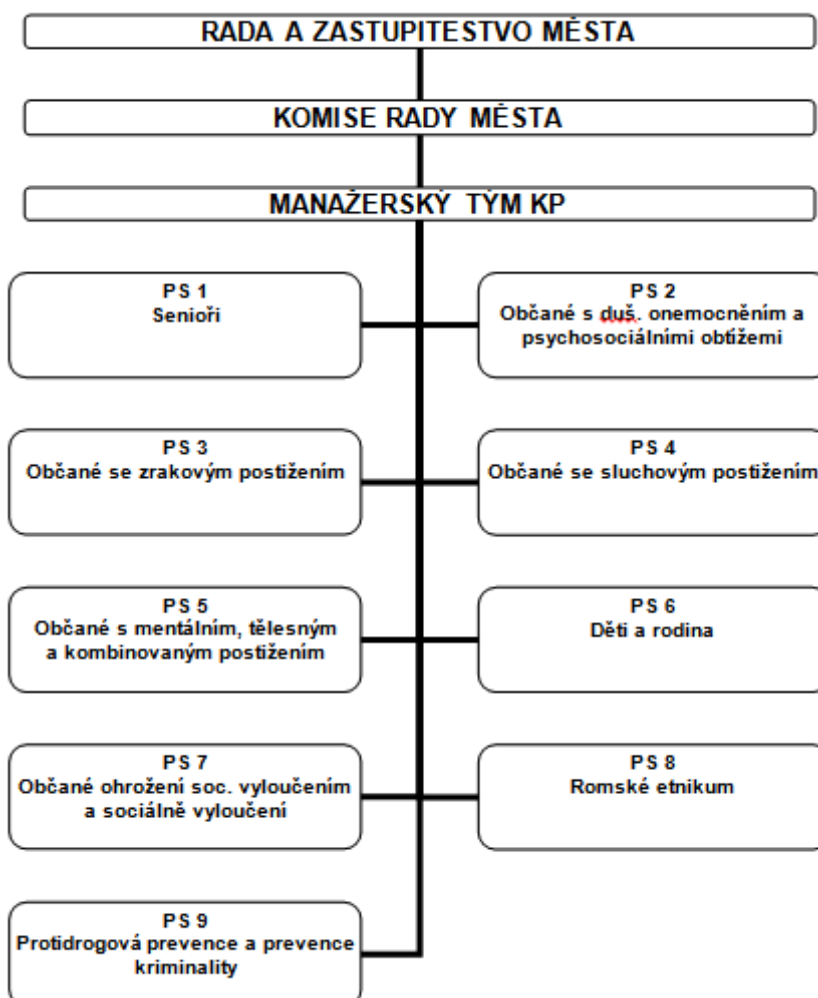 RADA A ZASTUPITESTVO MĚSTA
KOMISE RADY MĚSTA
MANAŽERSKÝ TÝM KP
PS 1
Senioři
PS 2
Občané s duš. onemocněním a
psychosociálními obtížemi
PS 3
Občané se zrakovým postižením
PS 4
Občané se sluchovým postižením
PS 5
Občané s mentálním, tělesným
a kombinovaným postižením
PS 6
Děti a rodina
PS 7
Občané ohrožení soc. vyloučením
a sociálně vyloučení
PS 8
Romské etnikum
PS 9
Protidrogová prevence a prevence
kriminality